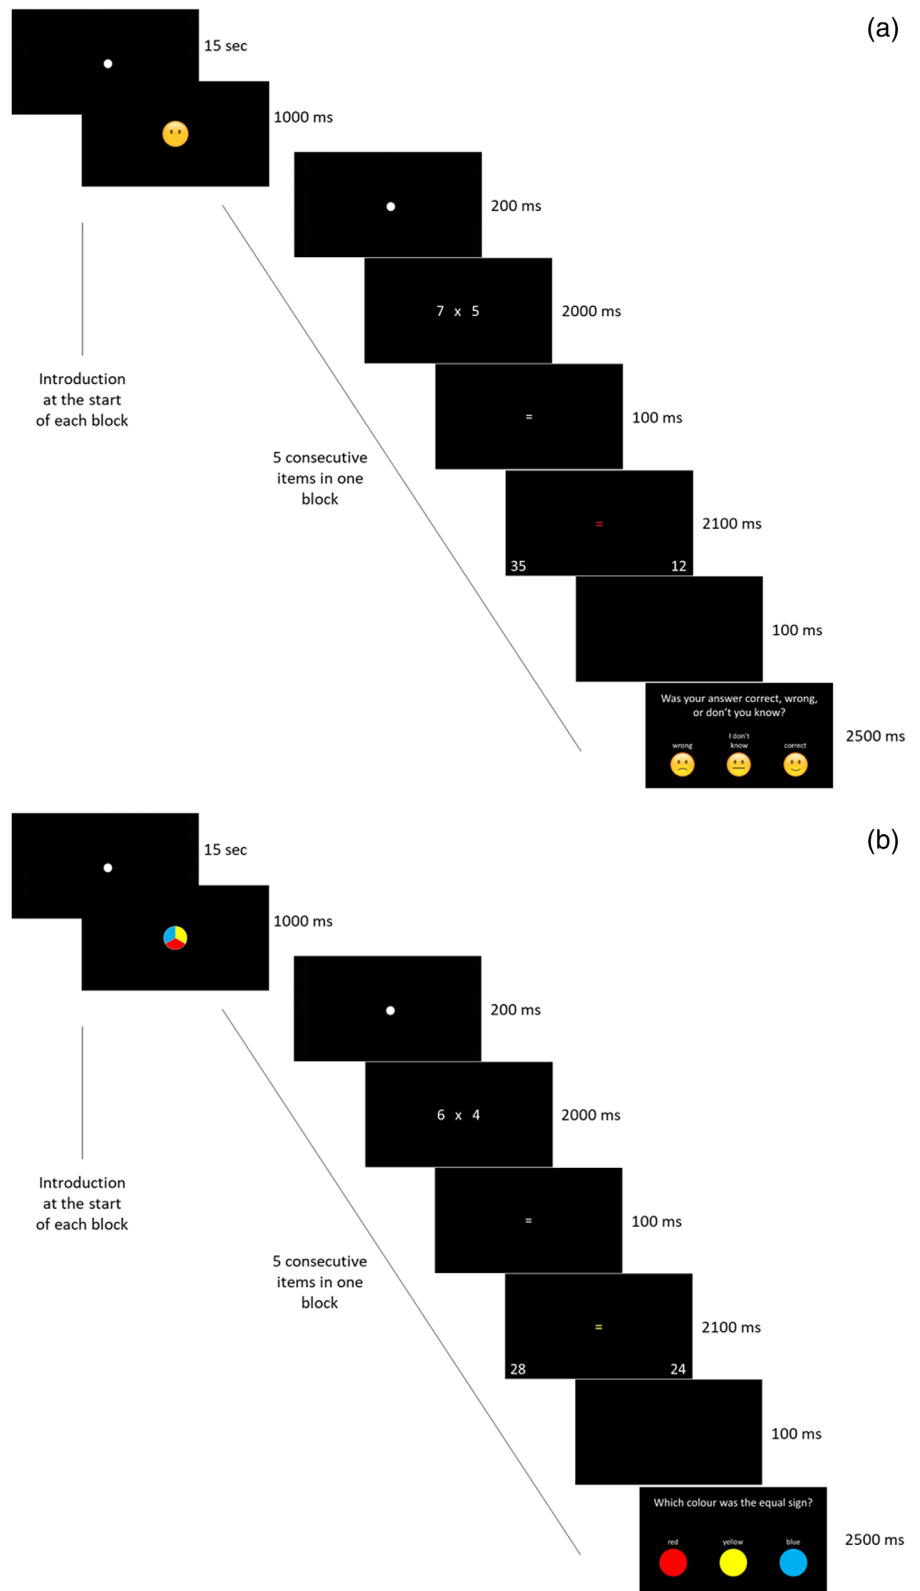 (a)
15 sec
1000 ms
200 ms
7 x 5
2000 ms
Introduction
at the start
of each block
=
100 ms
5 consecutive
items in one
block
=
2100 ms
35 12
100 ms
Was your answer correct, wrong,
or don't you know?
wrong
I don't
know
correct
2500 ms
(b)
15 sec
1000 ms
200 ms
6 x 4
2000 ms
Introduction
at the start
of each block
=
100 ms
5 consecutive
items in one
block
=
2100 ms
28 24
100 ms
Which colour was the equal sign?
red yellow blue
2500 ms